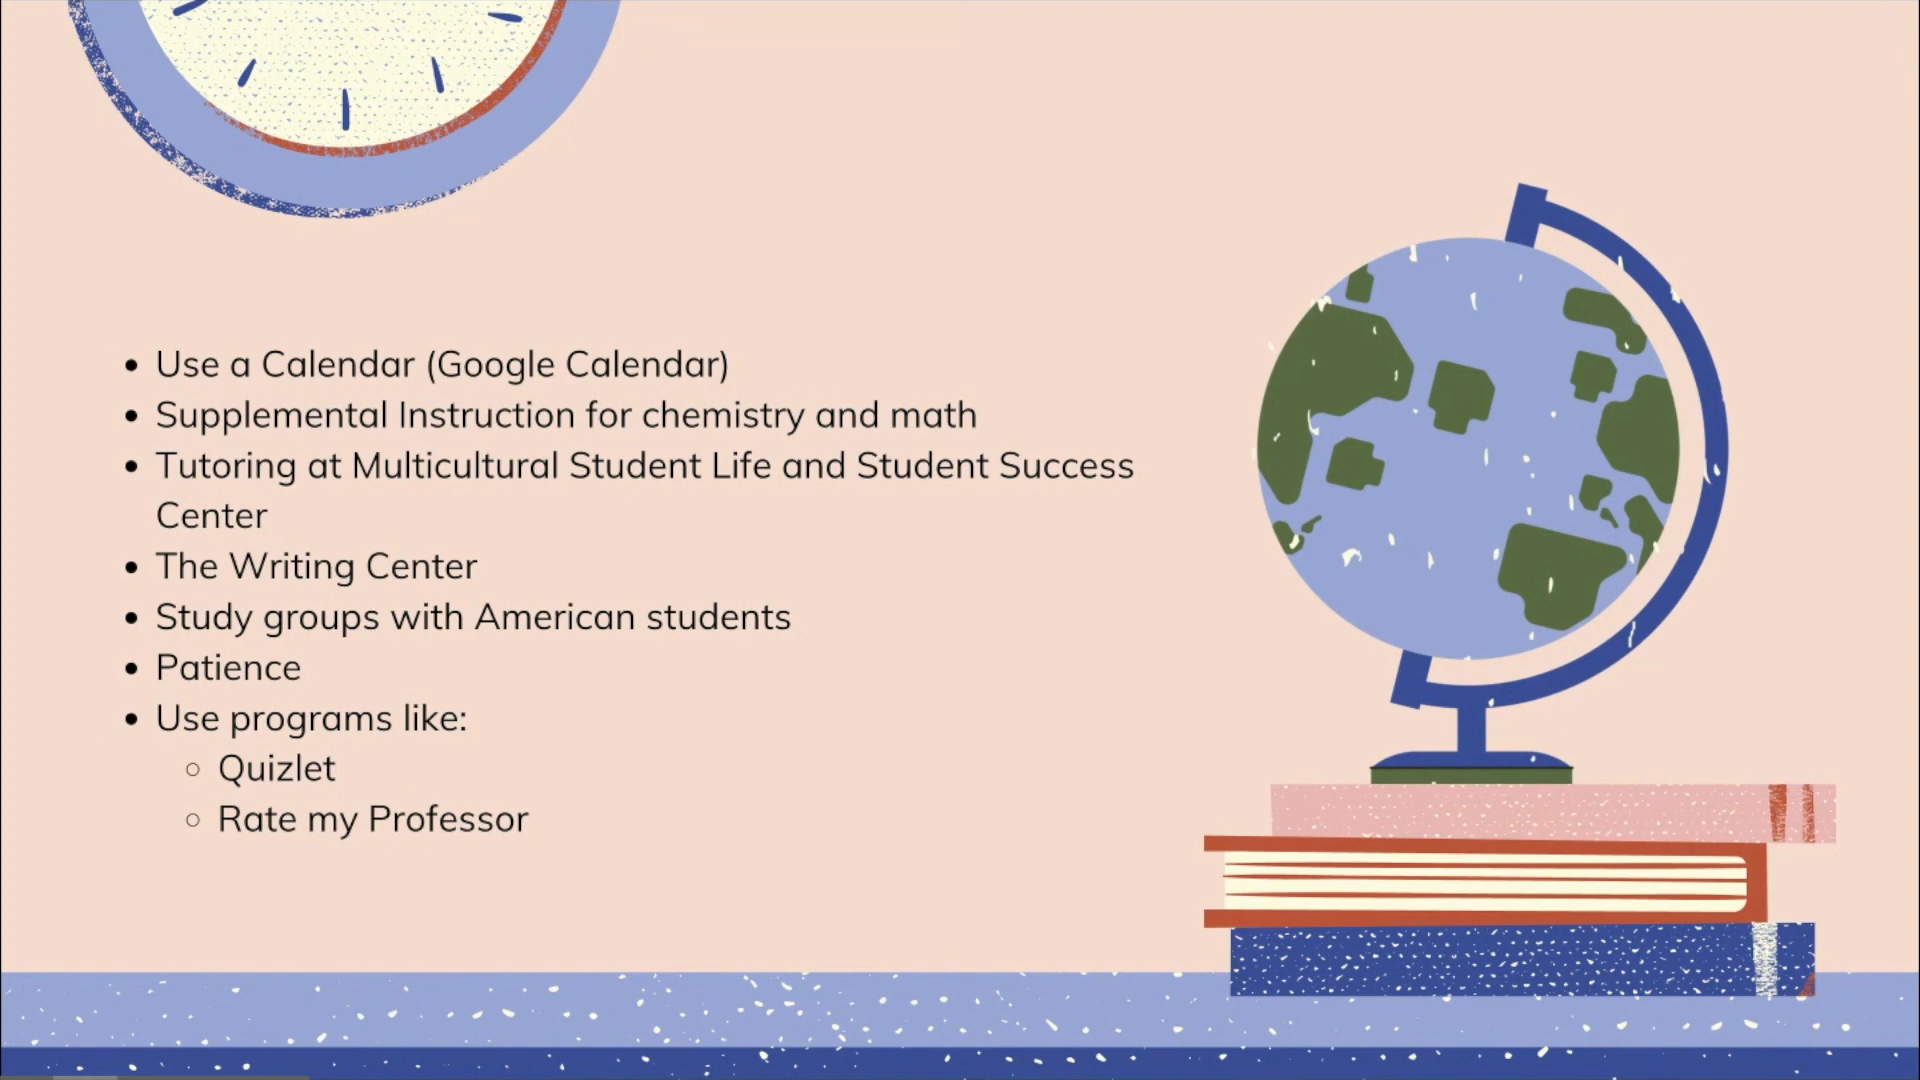 • Use a Calendar (Google Calendar)
• Supplemental Instruction for chemistry and math
• Tutoring at Multicultural Student Life and Student Success
Center
• The Writing Center
• Study groups with American students
• Patience
• Use programs like:
◦ Quizlet
◦ Rate my Professor